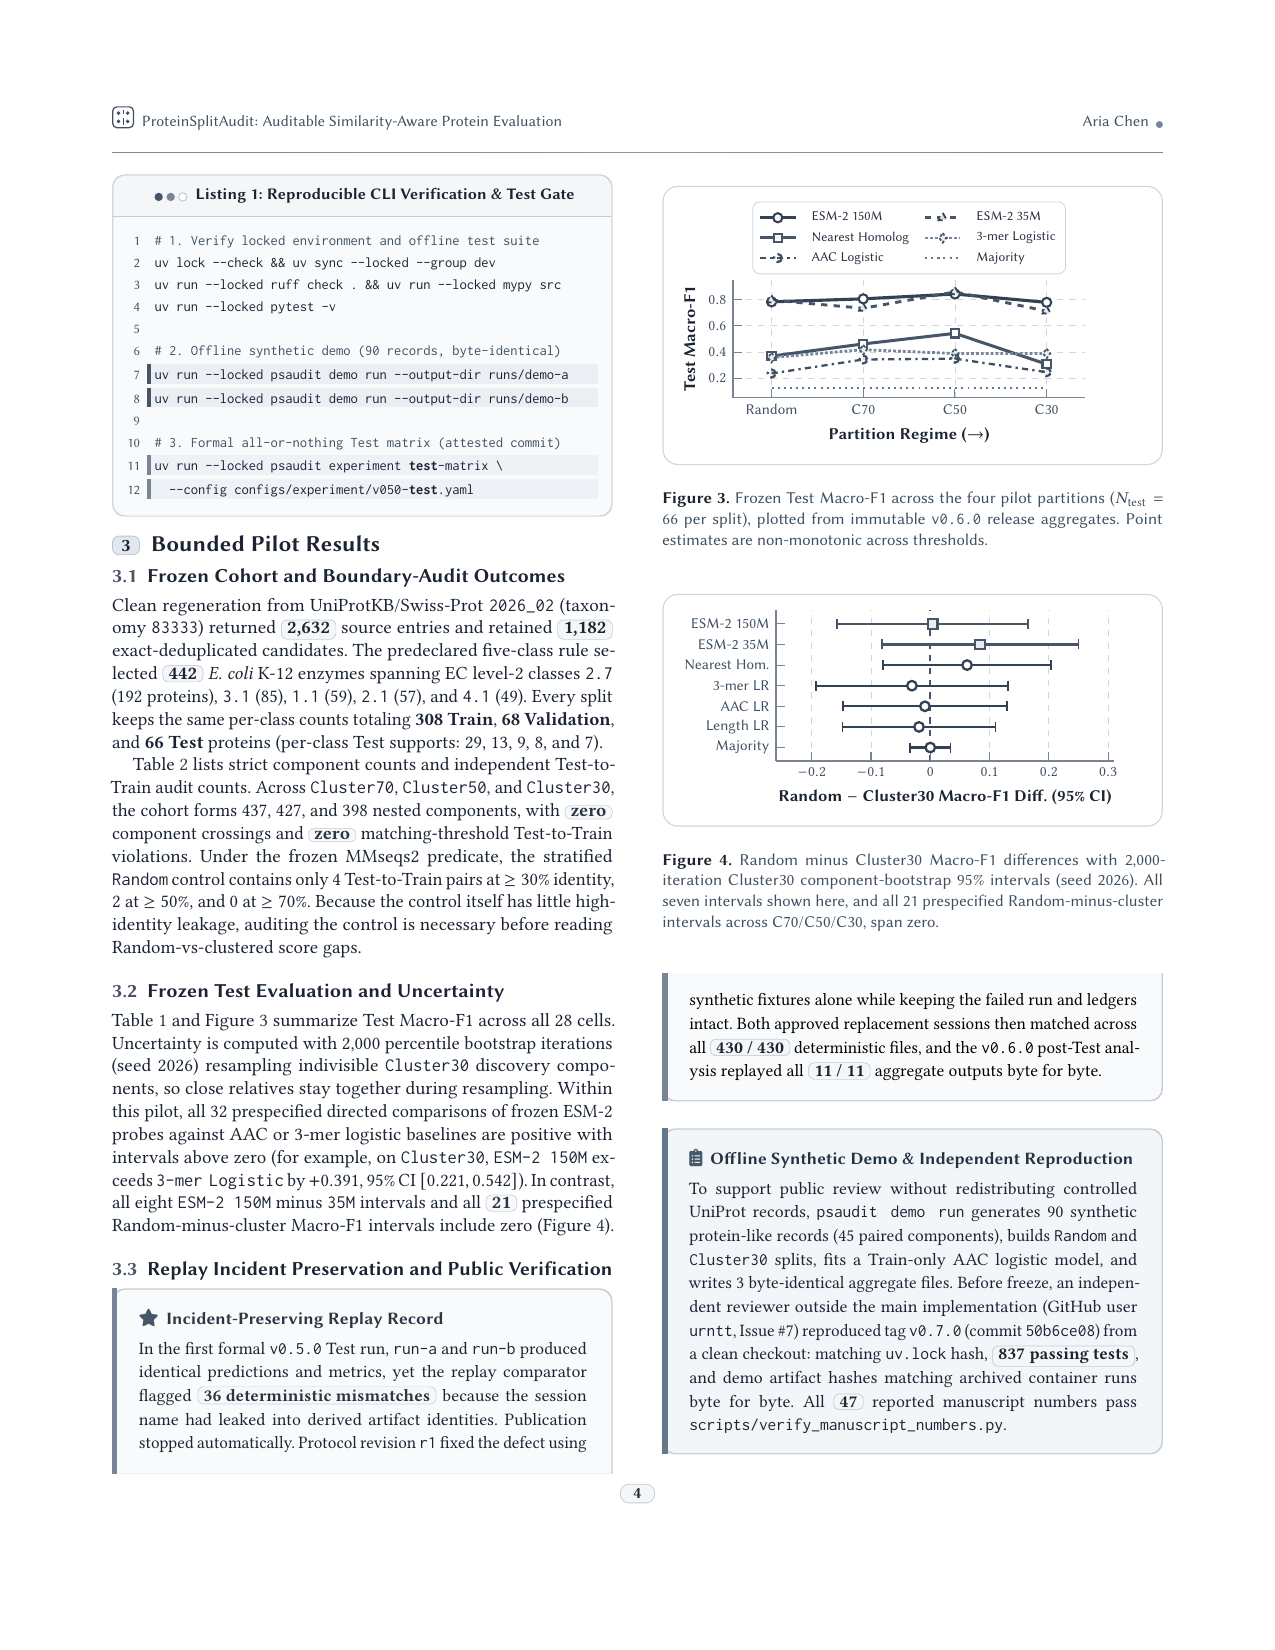 ProteinSplitAudit: Auditable Similarity-Aware Protein Evaluation
Aria Chen
Listing 1: Reproducible CLI Verification & Test Gate
1 # 1. Verify locked environment and offline test suite
2 uv lock --check && uv sync --locked --group dev
3 uv run --locked ruff check . && uv run --locked mypy src
4 uv run --locked pytest -v
5
6 # 2. Offline synthetic demo (90 records, byte-identical)
7 uv run --locked psaudit demo run --output-dir runs/demo-a
8 uv run --locked psaudit demo run --output-dir runs/demo-b
9
10 # 3. Formal all-or-nothing Test matrix (attested commit)
11 uv run --locked psaudit experiment test-matrix \
12 --config configs/experiment/v050-test.yaml
3 Bounded Pilot Results
3.1 Frozen Cohort and Boundary-Audit Outcomes
Clean regeneration from UniProtKB/Swiss-Prot 2026_02 (taxon-
omy 83333) returned 2,632 source entries and retained 1,182
exact-deduplicated candidates. The predeclared five-class rule se-
lected 442 E. coli K-12 enzymes spanning EC level-2 classes 2.7
(192 proteins), 3.1 (85), 1.1 (59), 2.1 (57), and 4.1 (49). Every split
keeps the same per-class counts totaling 308 Train, 68 Validation,
and 66 Test proteins (per-class Test supports: 29, 13, 9, 8, and 7).
Table 2 lists strict component counts and independent Test-to-
Train audit counts. Across Cluster70, Cluster50, and Cluster30,
the cohort forms 437, 427, and 398 nested components, with zero
component crossings and zero matching-threshold Test-to-Train
violations. Under the frozen MMseqs2 predicate, the stratified
Random control contains only 4 Test-to-Train pairs at ≥ 30% identity,
2 at ≥ 50%, and 0 at ≥ 70%. Because the control itself has little high-
identity leakage, auditing the control is necessary before reading
Random-vs-clustered score gaps.
3.2 Frozen Test Evaluation and Uncertainty
Table 1 and Figure 3 summarize Test Macro-F1 across all 28 cells.
Uncertainty is computed with 2,000 percentile bootstrap iterations
(seed 2026) resampling indivisible Cluster30 discovery compo-
nents, so close relatives stay together during resampling. Within
this pilot, all 32 prespecified directed comparisons of frozen ESM-2
probes against AAC or 3-mer logistic baselines are positive with
intervals above zero (for example, on Cluster30, ESM-2 150M ex-
ceeds 3-mer Logistic by +0.391, 95% CI [0.221, 0.542]). In contrast,
all eight ESM-2 150M minus 35M intervals and all 21 prespecified
Random-minus-cluster Macro-F1 intervals include zero (Figure 4).
3.3 Replay Incident Preservation and Public Verification
Incident-Preserving Replay Record
In the first formal v0.5.0 Test run, run-a and run-b produced
identical predictions and metrics, yet the replay comparator
flagged 36 deterministic mismatches because the session
name had leaked into derived artifact identities. Publication
stopped automatically. Protocol revision r1 fixed the defect using
ESM-2 150M
ESM-2 35M
Nearest Homolog
3-mer Logistic
AAC Logistic
Majority
Test Macro-F1
0.8
0.6
0.4
0.2
Random C70 C50 C30
Partition Regime (→)
Figure 3. Frozen Test Macro-F1 across the four pilot partitions (Ntest =
66 per split), plotted from immutable v0.6.0 release aggregates. Point
estimates are non-monotonic across thresholds.
ESM-2 150M
ESM-2 35M
Nearest Hom.
3-mer LR
AAC LR
Length LR
Majority
−0.2 −0.1 0 0.1 0.2 0.3
Random − Cluster30 Macro-F1 Diff. (95% CI)
Figure 4. Random minus Cluster30 Macro-F1 differences with 2,000-
iteration Cluster30 component-bootstrap 95% intervals (seed 2026). All
seven intervals shown here, and all 21 prespecified Random-minus-cluster
intervals across C70/C50/C30, span zero.
synthetic fixtures alone while keeping the failed run and ledgers
intact. Both approved replacement sessions then matched across
all 430 / 430 deterministic files, and the v0.6.0 post-Test anal-
ysis replayed all 11 / 11 aggregate outputs byte for byte.
Offline Synthetic Demo & Independent Reproduction
To support public review without redistributing controlled
UniProt records, psaudit demo run generates 90 synthetic
protein-like records (45 paired components), builds Random and
Cluster30 splits, fits a Train-only AAC logistic model, and
writes 3 byte-identical aggregate files. Before freeze, an indepen-
dent reviewer outside the main implementation (GitHub user
urntt, Issue #7) reproduced tag v0.7.0 (commit 50b6ce08) from
a clean checkout: matching uv.lock hash, 837 passing tests,
and demo artifact hashes matching archived container runs
byte for byte. All 47 reported manuscript numbers pass
scripts/verify_manuscript_numbers.py.
4